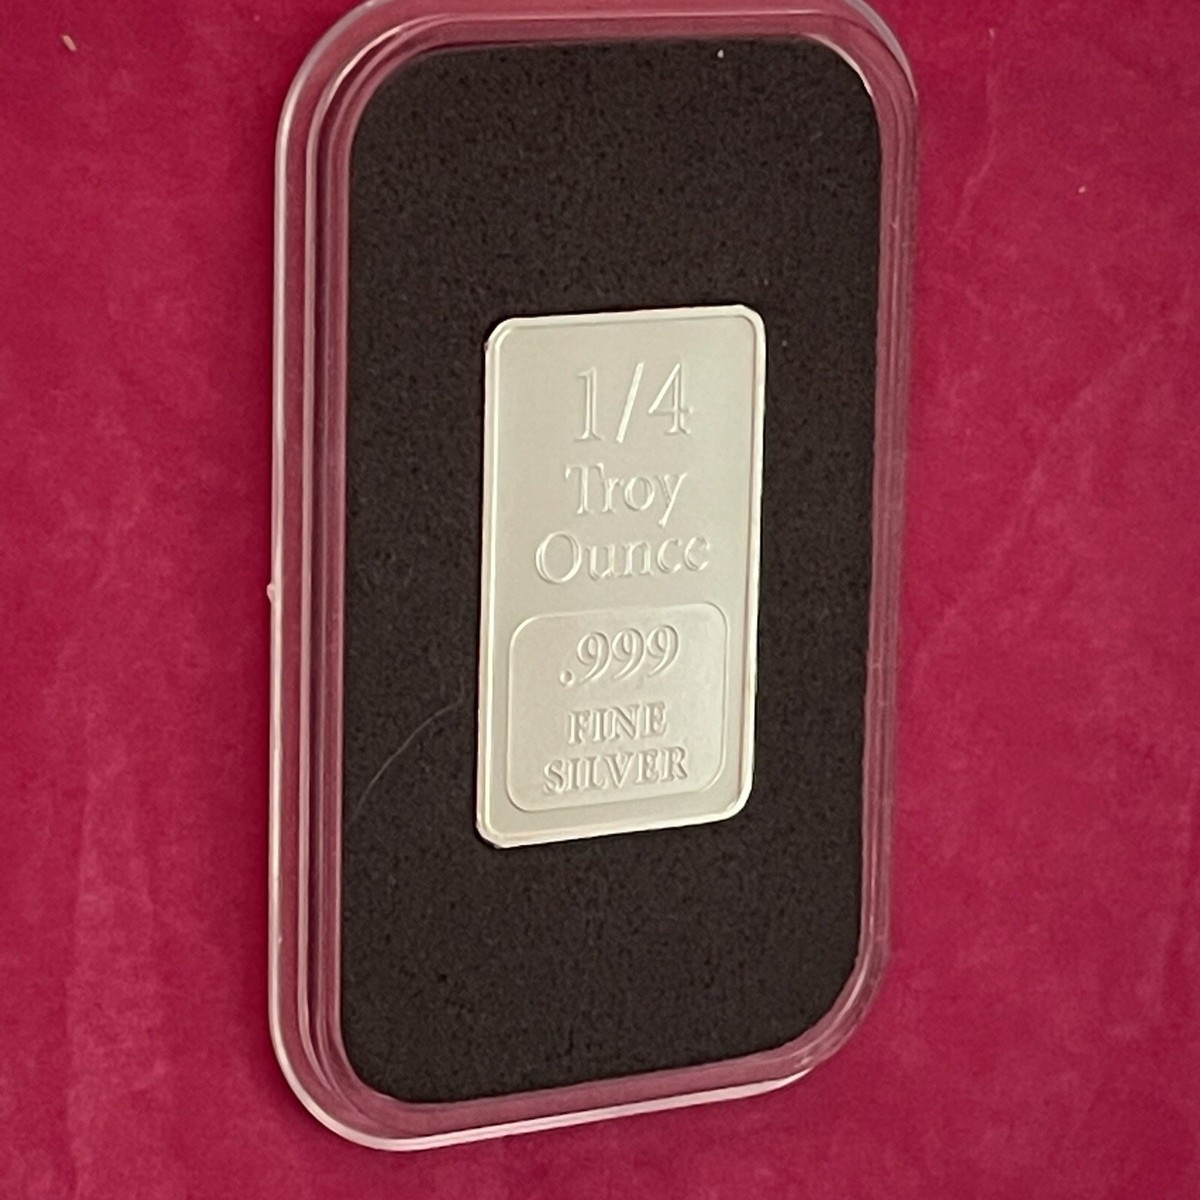 1/4
Troy
Ounce
.999
FINE
SILVER